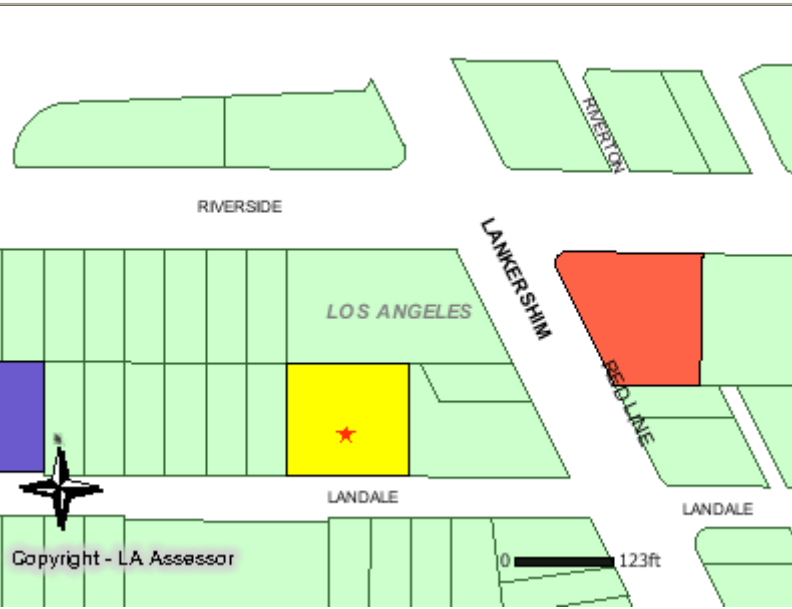 RIVERTON
RIVERSIDE
LANKERSHIM
LOS ANGELES
RED LINE
N
LANDALE
LANDALE
Copyright - LA Assessor
0 123ft